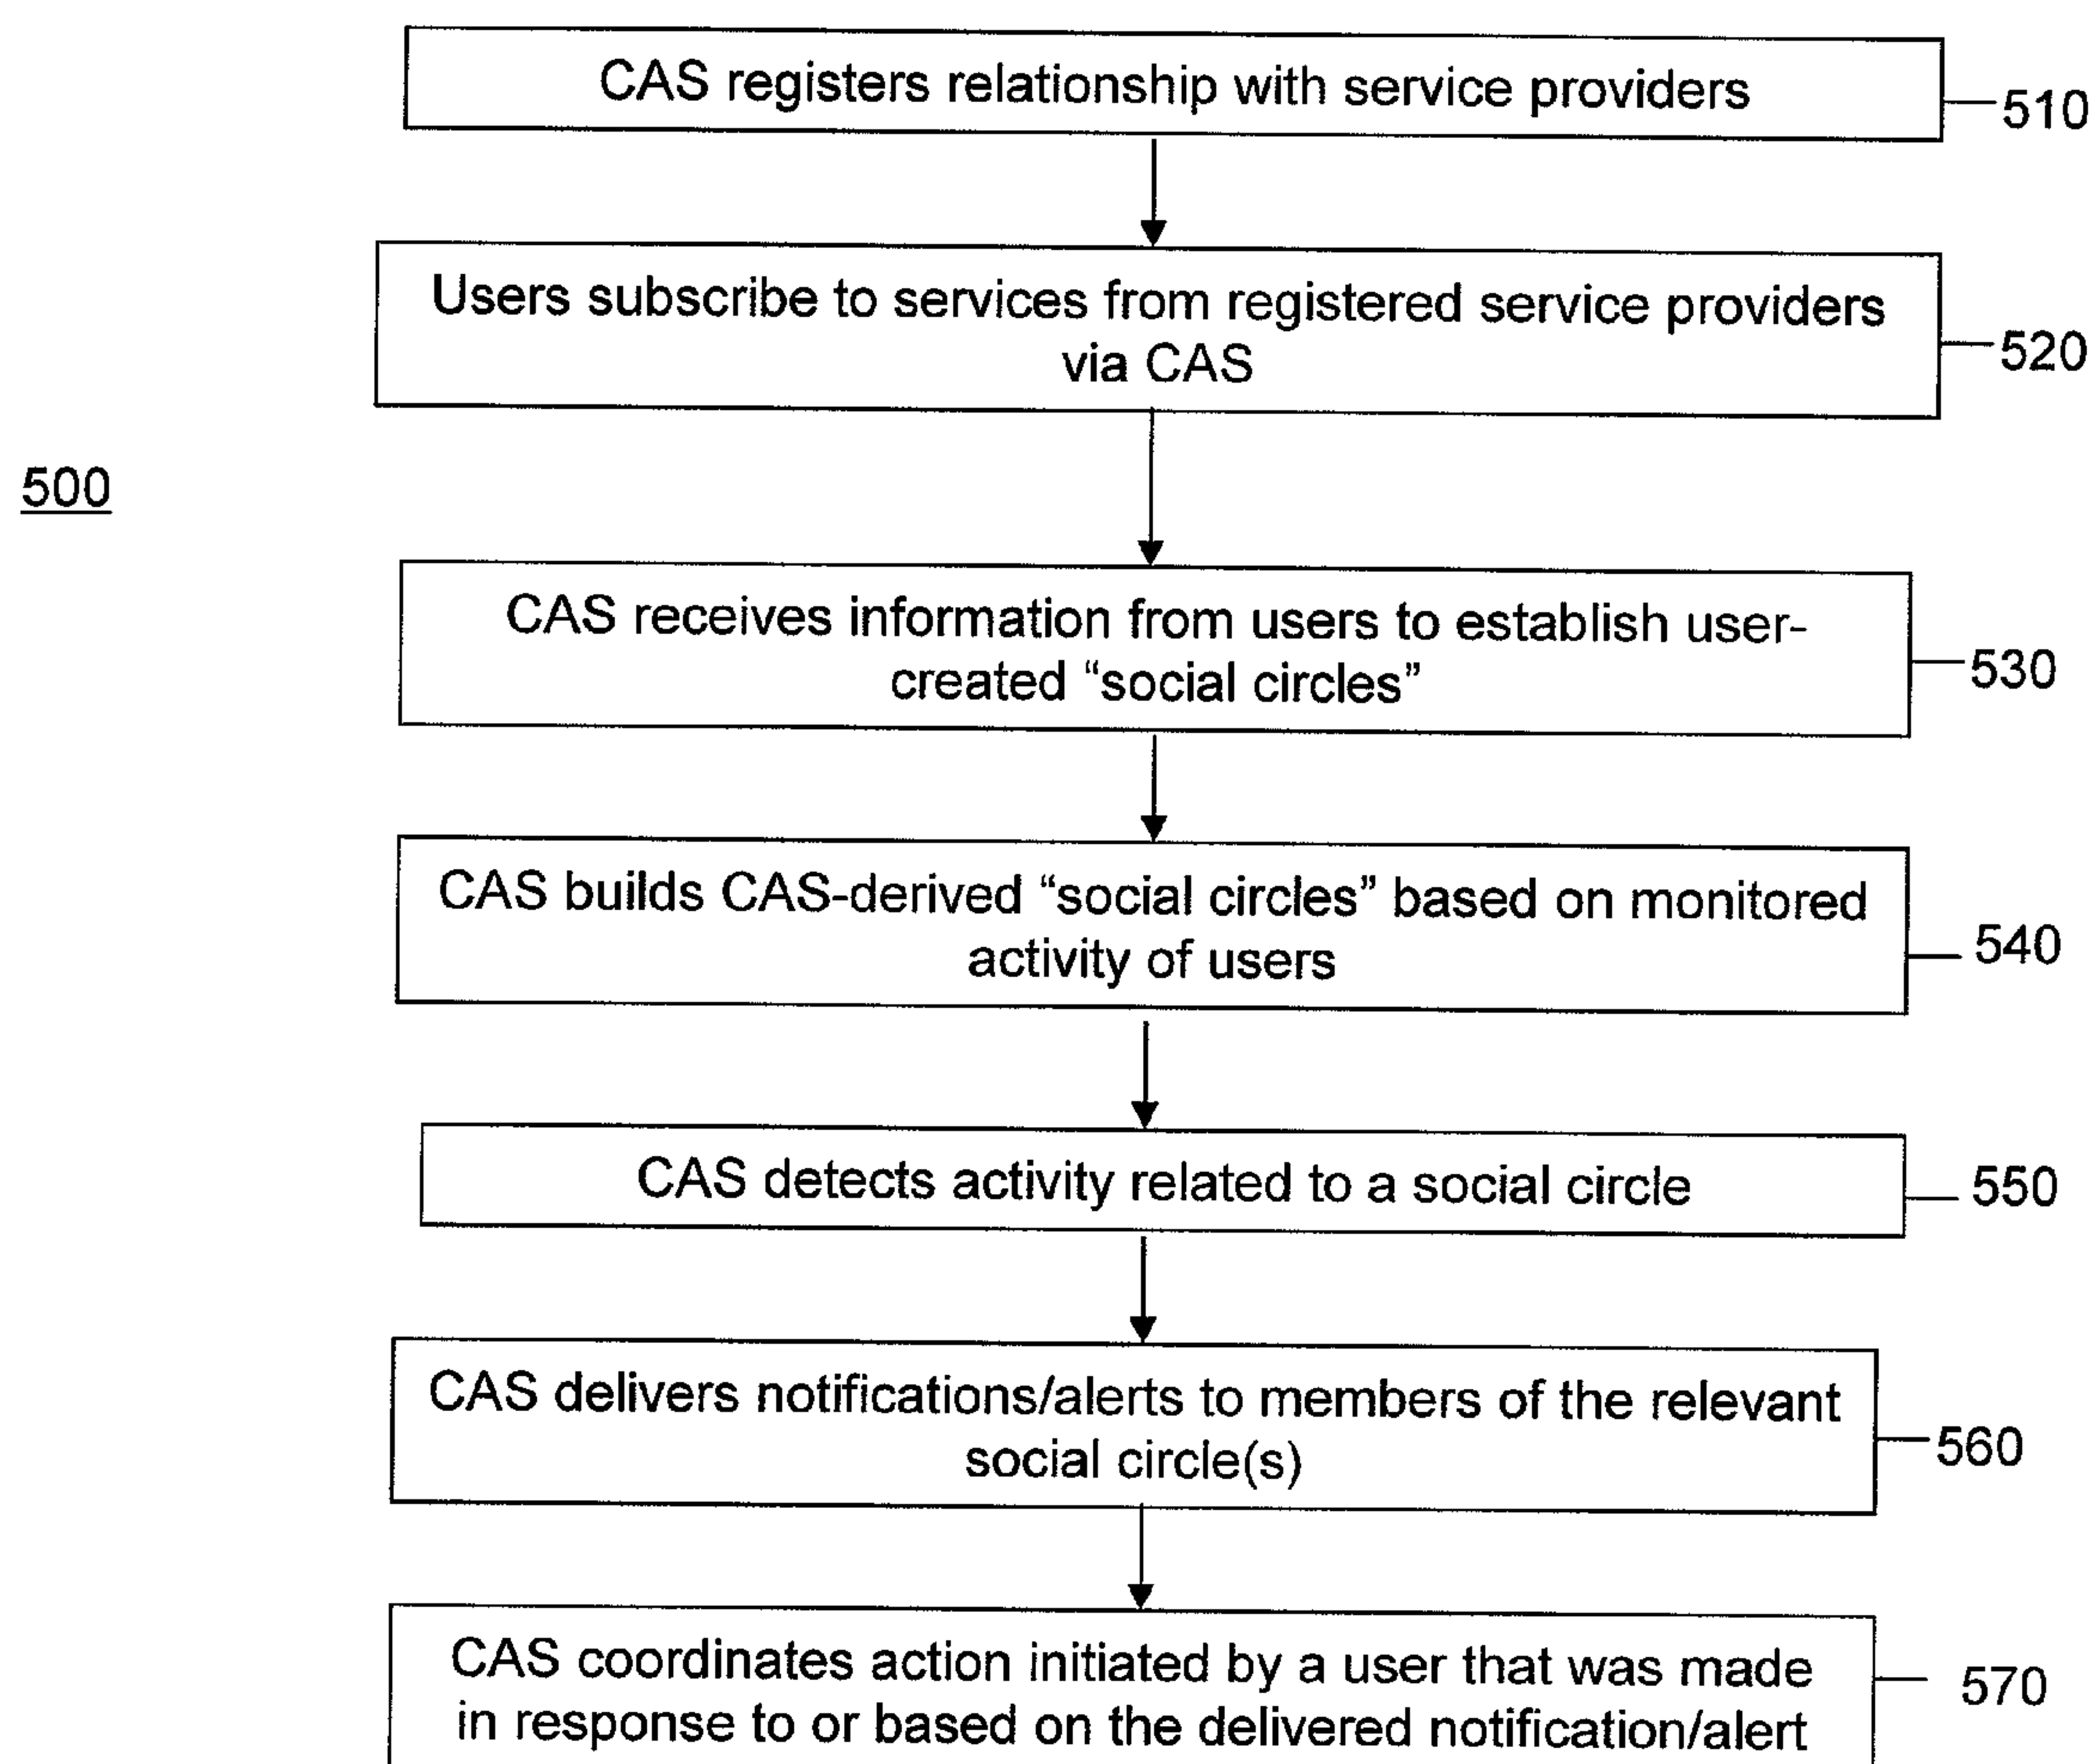 CAS registers relationship with service providers
510
Users subscribe to services from registered service providers
via CAS
520
500
CAS receives information from users to establish user-
created “social circles”
530
CAS builds CAS-derived “social circles” based on monitored
activity of users
540
CAS detects activity related to a social circle
550
CAS delivers notifications/alerts to members of the relevant
social circle(s)
560
CAS coordinates action initiated by a user that was made
in response to or based on the delivered notification/alert
570